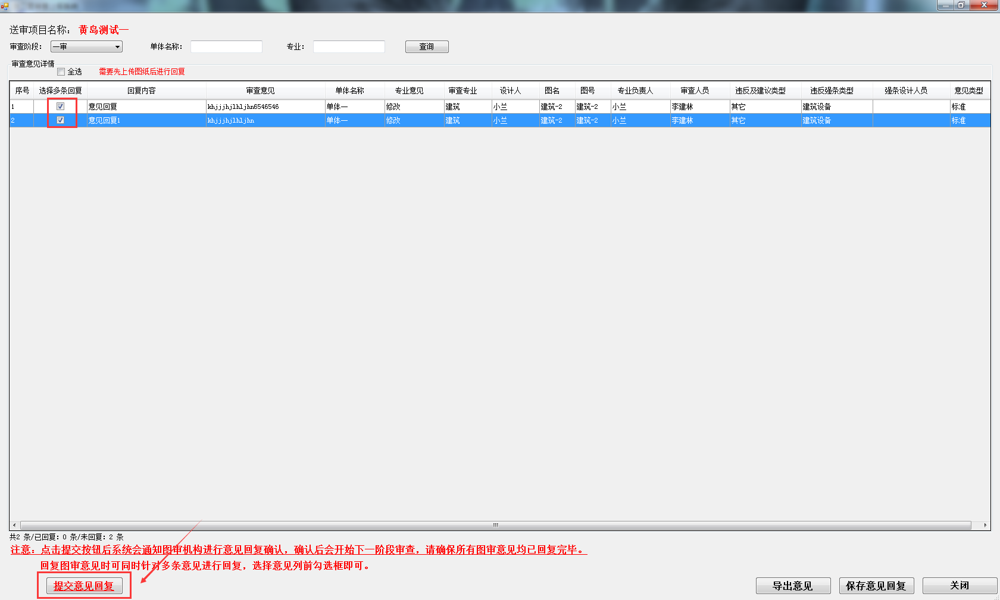 送审项目名称： 黄岛测试一
审查阶段： 一审 单体名称： 专业： 查询
审查意见详情
全选 需要先上传图纸后进行回复
序号 选择多条回复 回复内容 审查意见 单体名称 专业意见 审查专业 设计人 图名 图号 专业负责人 审查人员 违反及建议类型 违反强条类型 强条设计人员 意见类型
1 意见回复 khjjjhjlhljhn6546546 单体一 修改 建筑 小兰 建筑-2 建筑-2 小兰 李建林 其它 建筑设备 标准
2 意见回复1 khjjjhjlhljhn 单体一 修改 建筑 小兰 建筑-2 建筑-2 小兰 李建林 其它 建筑设备 标准
共2 条/已回复: 0 条/未回复: 2 条
注意：点击提交按钮后系统会通知图审机构进行意见回复确认，确认后会开始下一阶段审查，请确保所有图审意见均已回复完毕。
回复图审意见时可同时针对多条意见进行回复，选择意见列前勾选框即可。
提交意见回复 导出意见 保存意见回复 关闭